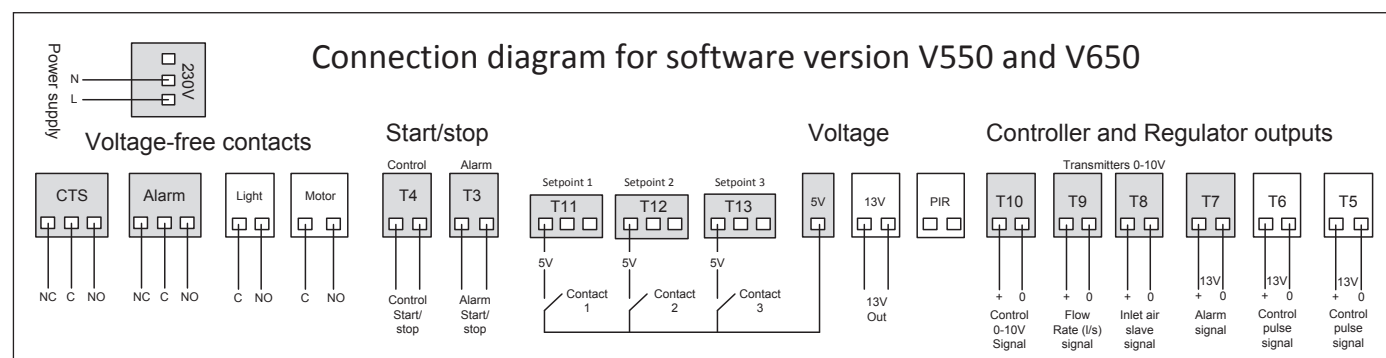 Connection diagram for software version V550 and V650
Power supply
N
L
230V
Voltage-free contacts
Start/stop
Voltage
Controller and Regulator outputs
Control
Alarm
Transmitters 0-10V
Setpoint 1
Setpoint 2
Setpoint 3
CTS
Alarm
Light
Motor
T4
T3
T11
T12
T13
5V
13V
PIR
T10
T9
T8
T7
T6
T5
5V
5V
5V
NC C NO
NC C NO
C NO
C NO
Control
Start/
stop
Alarm
Start/
stop
Contact
1
Contact
2
Contact
3
13V
Out
+ 0
Control
0-10V
Signal
+ 0
Flow
Rate (l/s)
signal
+ 0
Inlet air
slave
signal
13V
+ 0
Alarm
signal
13V
+ 0
Control
pulse
signal
13V
+ 0
Control
pulse
signal